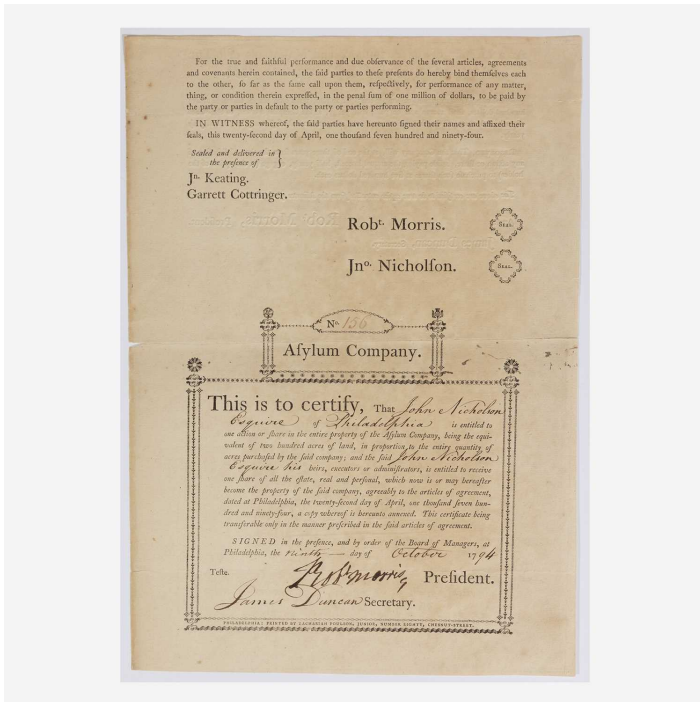 For the true and faithful performance and due observance of the ſeveral articles, agreements
and covenants herein contained, the ſaid parties to theſe preſents do hereby bind themſelves each
to the other, ſo far as the ſame call upon them, reſpectively, for performance of any matter,
thing, or condition therein expreſſed, in the penal ſum of one million of dollars, to be paid by
the party or parties in default to the party or parties performing.
IN WITNESS whereof, the ſaid parties have hereunto ſigned their names and affixed their
ſeals, this twenty-ſecond day of April, one thouſand ſeven hundred and ninety-four.
Sealed and delivered in }
the preſence of
Jn. Keating.
Garrett Cottringer.
Robt. Morris. SEAL.
Jno. Nicholſon. SEAL.
No. 156
Aſylum Company.
This is to certify, That John Nicholson
Esquire of Philadelphia is entitled to
one action or ſhare in the entire property of the Aſylum Company, being the equi-
valent of two hundred acres of land, in proportion to the entire quantity of
acres purchaſed by the ſaid company; and the ſaid John Nicholson
Esquire his heirs, executors or adminiſtrators, is entitled to receive
one ſhare of all the eſtate, real and perſonal, which now is or may hereafter
become the property of the ſaid company, agreeably to the articles of agreement,
dated at Philadelphia, the twenty-ſecond day of April, one thouſand ſeven hun-
dred and ninety-four, a copy whereof is hereunto annexed. This certificate being
transferable only in the manner preſcribed in the ſaid articles of agreement.
SIGNED in the preſence, and by order of the Board of Managers, at
Philadelphia, the ninth day of October 1794
Teſte. Robt Morris, Preſident.
James Duncan Secretary.
PHILADELPHIA: PRINTED BY ZACHARIAH POULSON, JUNIOR, NUMBER EIGHTY, CHESNUT-STREET.